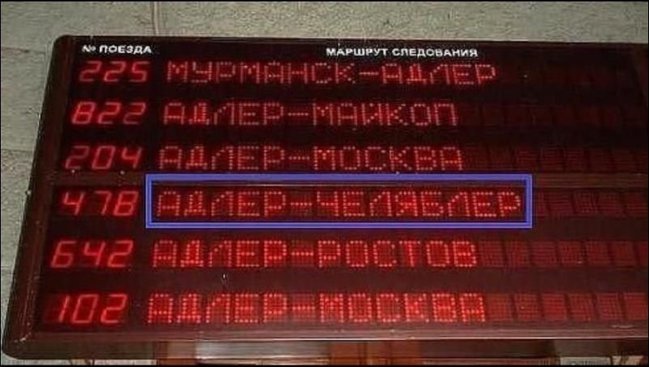 № ПОЕЗДА МАРШРУТ СЛЕДОВАНИЯ
225 МУРМАНСК-АДЛЕР
822 АДЛЕР-МАЙКОП
204 АДЛЕР-МОСКВА
478 АДЛЕР-ЧЕЛЯБЛЕР
642 АДЛЕР-РОСТОВ
102 АДЛЕР-МОСКВА